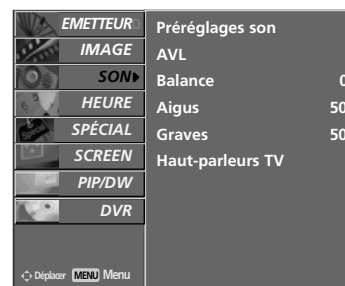 EMETTEUR
IMAGE
SON
HEURE
SPÉCIAL
SCREEN
PIP/DW
DVR
Déplacer MENU Menu
Préréglages son
AVL
Balance 0
Aigus 50
Graves 50
Haut-parleurs TV